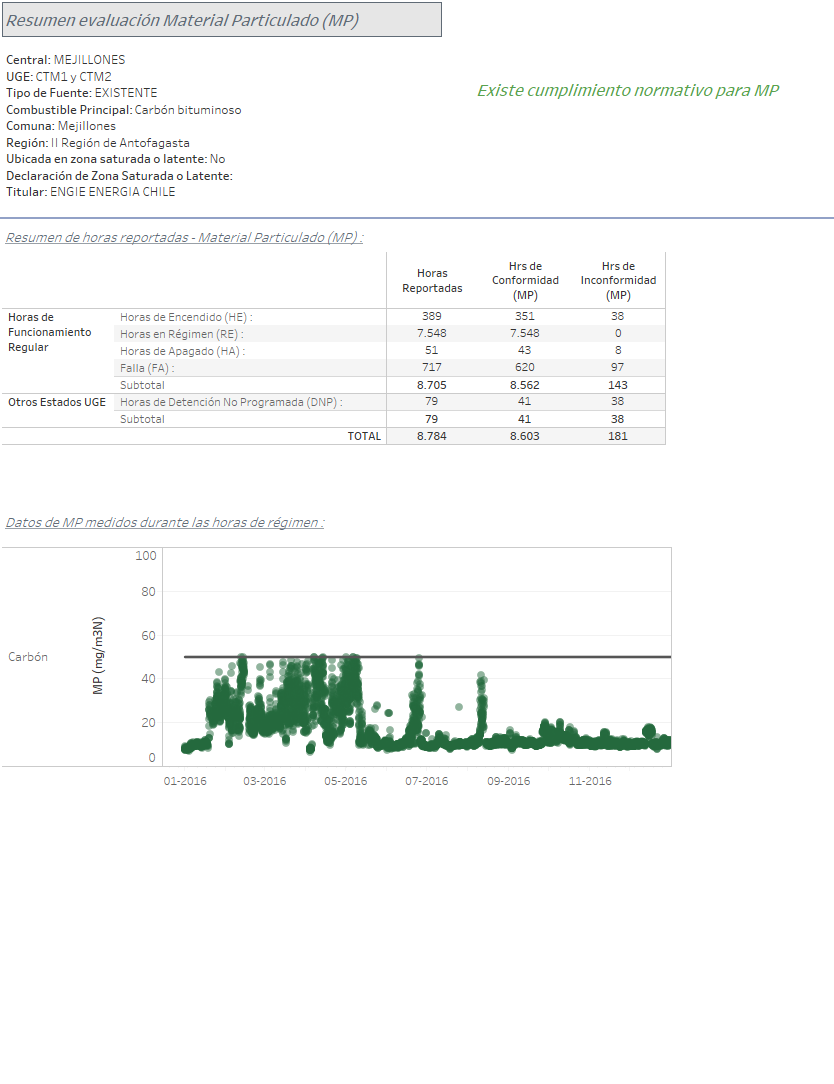 Resumen evaluación Material Particulado (MP)
Central: MEJILLONES
UGE: CTM1 y CTM2
Tipo de Fuente: EXISTENTE
Combustible Principal: Carbón bituminoso
Comuna: Mejillones
Región: II Región de Antofagasta
Ubicada en zona saturada o latente: No
Declaración de Zona Saturada o Latente:
Titular: ENGIE ENERGIA CHILE
Existe cumplimiento normativo para MP
Resumen de horas reportadas - Material Particulado (MP) :
Horas Reportadas Hrs de Conformidad (MP) Hrs de Inconformidad (MP)
Horas de Funcionamiento Regular
Horas de Encendido (HE) : 389 351 38
Horas en Régimen (RE) : 7.548 7.548 0
Horas de Apagado (HA) : 51 43 8
Falla (FA) : 717 620 97
Subtotal 8.705 8.562 143
Otros Estados UGE Horas de Detención No Programada (DNP) : 79 41 38
Subtotal 79 41 38
TOTAL 8.784 8.603 181
Datos de MP medidos durante las horas de régimen :
Carbón
MP (mg/m3N)
100
80
60
40
20
0
01-2016 03-2016 05-2016 07-2016 09-2016 11-2016